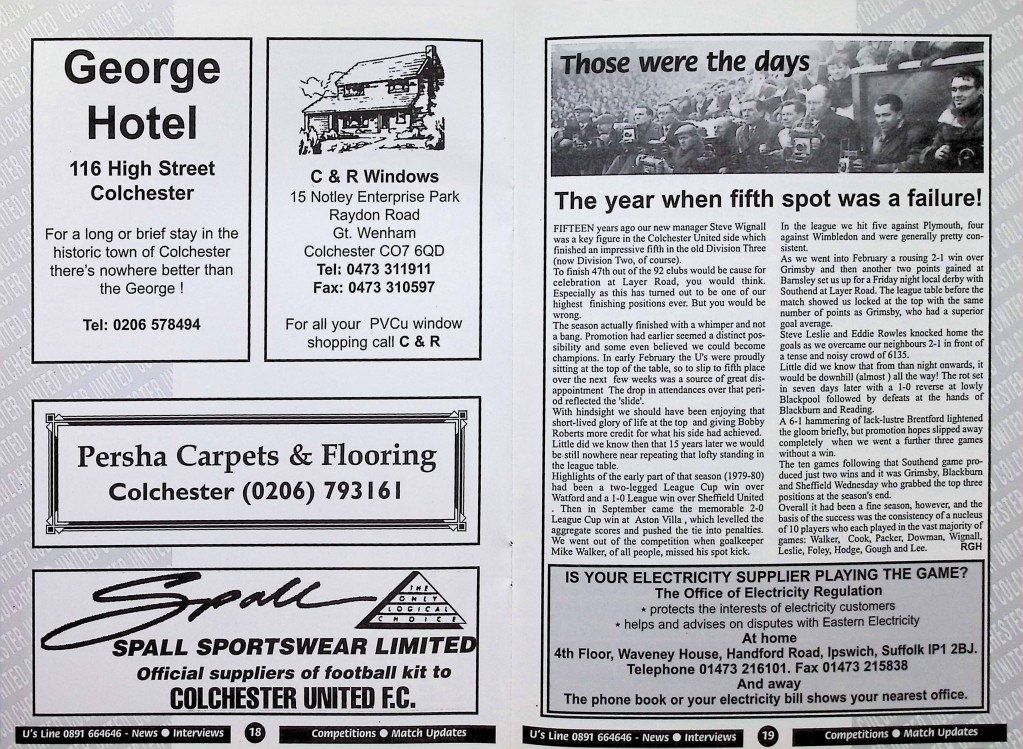 George
Hotel
116 High Street
Colchester
For a long or brief stay in the
historic town of Colchester
there's nowhere better than
the George !
Tel: 0206 578494
C & R Windows
15 Notley Enterprise Park
Raydon Road
Gt. Wenham
Colchester CO7 6QD
Tel: 0473 311911
Fax: 0473 310597
For all your PVCu window
shopping call C & R
Persha Carpets & Flooring
Colchester (0206) 793161
Spall
THE
ONLY
LOGICAL
CHOICE
SPALL SPORTSWEAR LIMITED
Official suppliers of football kit to
COLCHESTER UNITED F.C.
U's Line 0891 664646 - News ● Interviews
18
Competitions ● Match Updates
Those were the days
The year when fifth spot was a failure!
FIFTEEN years ago our new manager Steve Wignall
was a key figure in the Colchester United side which
finished an impressive fifth in the old Division Three
(now Division Two, of course).
To finish 47th out of the 92 clubs would be cause for
celebration at Layer Road, you would think.
Especially as this has turned out to be one of our
highest finishing positions ever. But you would be
wrong.
The season actually finished with a whimper and not
a bang. Promotion had earlier seemed a distinct pos-
sibility and some even believed we could become
champions. In early February the U's were proudly
sitting at the top of the table, so to slip to fifth place
over the next few weeks was a source of great dis-
appointment The drop in attendances over that peri-
od reflected the 'slide'.
With hindsight we should have been enjoying that
short-lived glory of life at the top and giving Bobby
Roberts more credit for what his side had achieved.
Little did we know then that 15 years later we would
be still nowhere near repeating that lofty standing in
the league table.
Highlights of the early part of that season (1979-80)
had been a two-legged League Cup win over
Watford and a 1-0 League win over Sheffield United
. Then in September came the memorable 2-0
League Cup win at Aston Villa , which levelled the
aggregate scores and pushed the tie into penalties.
We went out of the competition when goalkeeper
Mike Walker, of all people, missed his spot kick.
In the league we hit five against Plymouth, four
against Wimbledon and were generally pretty con-
sistent.
As we went into February a rousing 2-1 win over
Grimsby and then another two points gained at
Barnsley set us up for a Friday night local derby with
Southend at Layer Road. The league table before the
match showed us locked at the top with the same
number of points as Grimsby, who had a superior
goal average.
Steve Leslie and Eddie Rowles knocked home the
goals as we overcame our neighbours 2-1 in front of
a tense and noisy crowd of 6135.
Little did we know that from than night onwards, it
would be downhill (almost ) all the way! The rot set
in seven days later with a 1-0 reverse at lowly
Blackpool followed by defeats at the hands of
Blackburn and Reading.
A 6-1 hammering of lack-lustre Brentford lightened
the gloom briefly, but promotion hopes slipped away
completely when we went a further three games
without a win.
The ten games following that Southend game pro-
duced just two wins and it was Grimsby, Blackburn
and Sheffield Wednesday who grabbed the top three
positions at the season's end.
Overall it had been a fine season, however, and the
basis of the success was the consistency of a nucleus
of 10 players who each played in the vast majority of
games: Walker, Cook, Packer, Dowman, Wignall,
Leslie, Foley, Hodge, Gough and Lee. RGH
IS YOUR ELECTRICITY SUPPLIER PLAYING THE GAME?
The Office of Electricity Regulation
* protects the interests of electricity customers
* helps and advises on disputes with Eastern Electricity
At home
4th Floor, Waveney House, Handford Road, Ipswich, Suffolk IP1 2BJ.
Telephone 01473 216101. Fax 01473 215838
And away
The phone book or your electricity bill shows your nearest office.
U's Line 0891 664646 - News ● Interviews
19
Competitions ● Match Updates